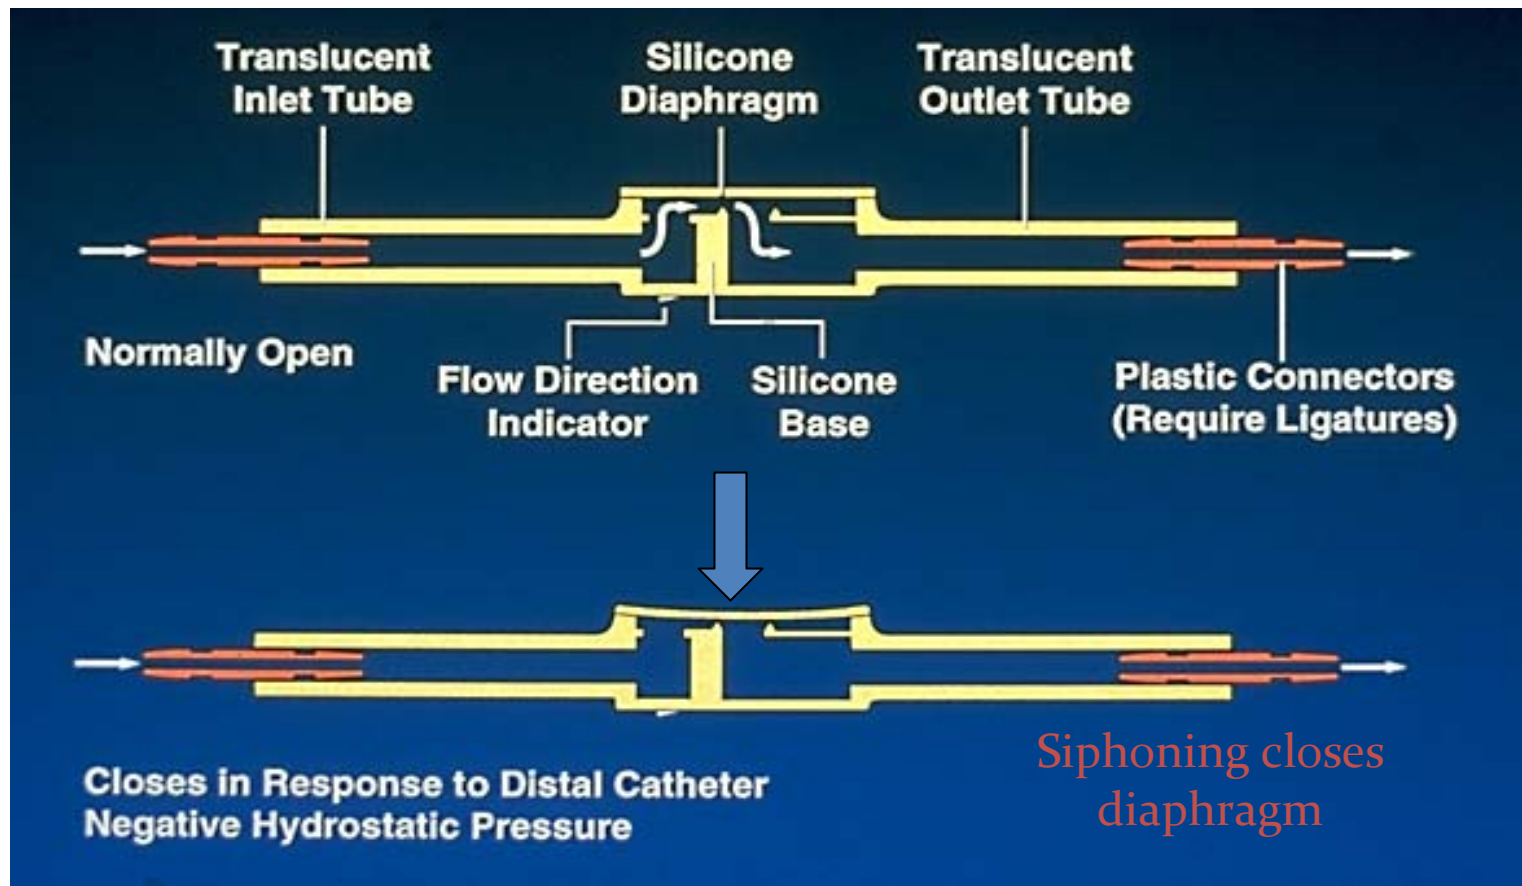 Translucent
Inlet Tube
Silicone
Diaphragm
Translucent
Outlet Tube
Normally Open
Flow Direction
Indicator
Silicone
Base
Plastic Connectors
(Require Ligatures)
Closes in Response to Distal Catheter
Negative Hydrostatic Pressure
Siphoning closes
diaphragm